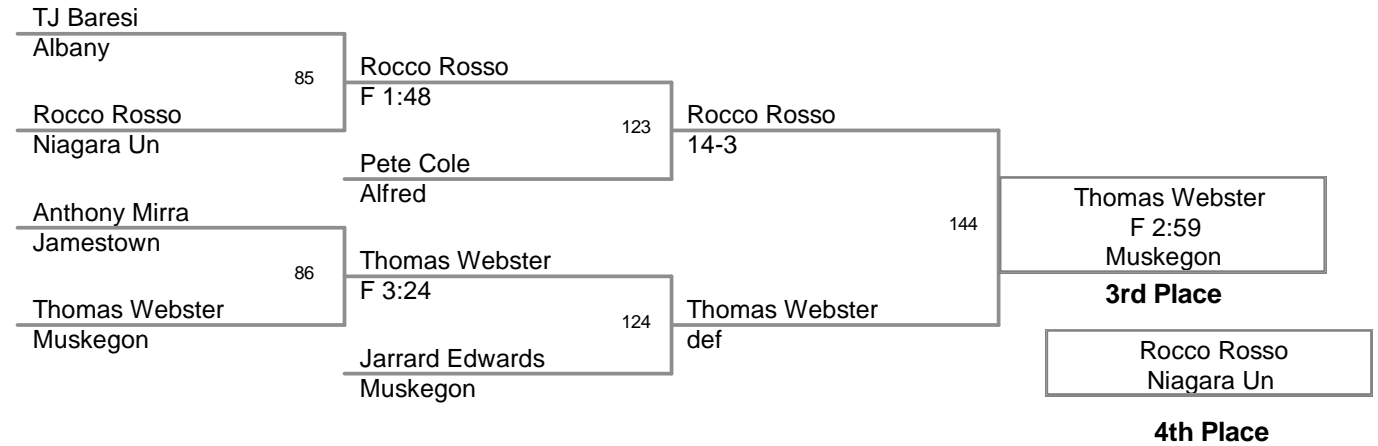 TJ Baresi
Albany
85
Rocco Rosso
F 1:48
Rocco Rosso
Niagara Un
123
Rocco Rosso
14-3
Pete Cole
Alfred
Anthony Mirra
Jamestown
144
Thomas Webster
F 2:59
Muskegon
3rd Place
86
Thomas Webster
F 3:24
Thomas Webster
Muskegon
124
Thomas Webster
def
Jarrard Edwards
Muskegon
Rocco Rosso
Niagara Un
4th Place